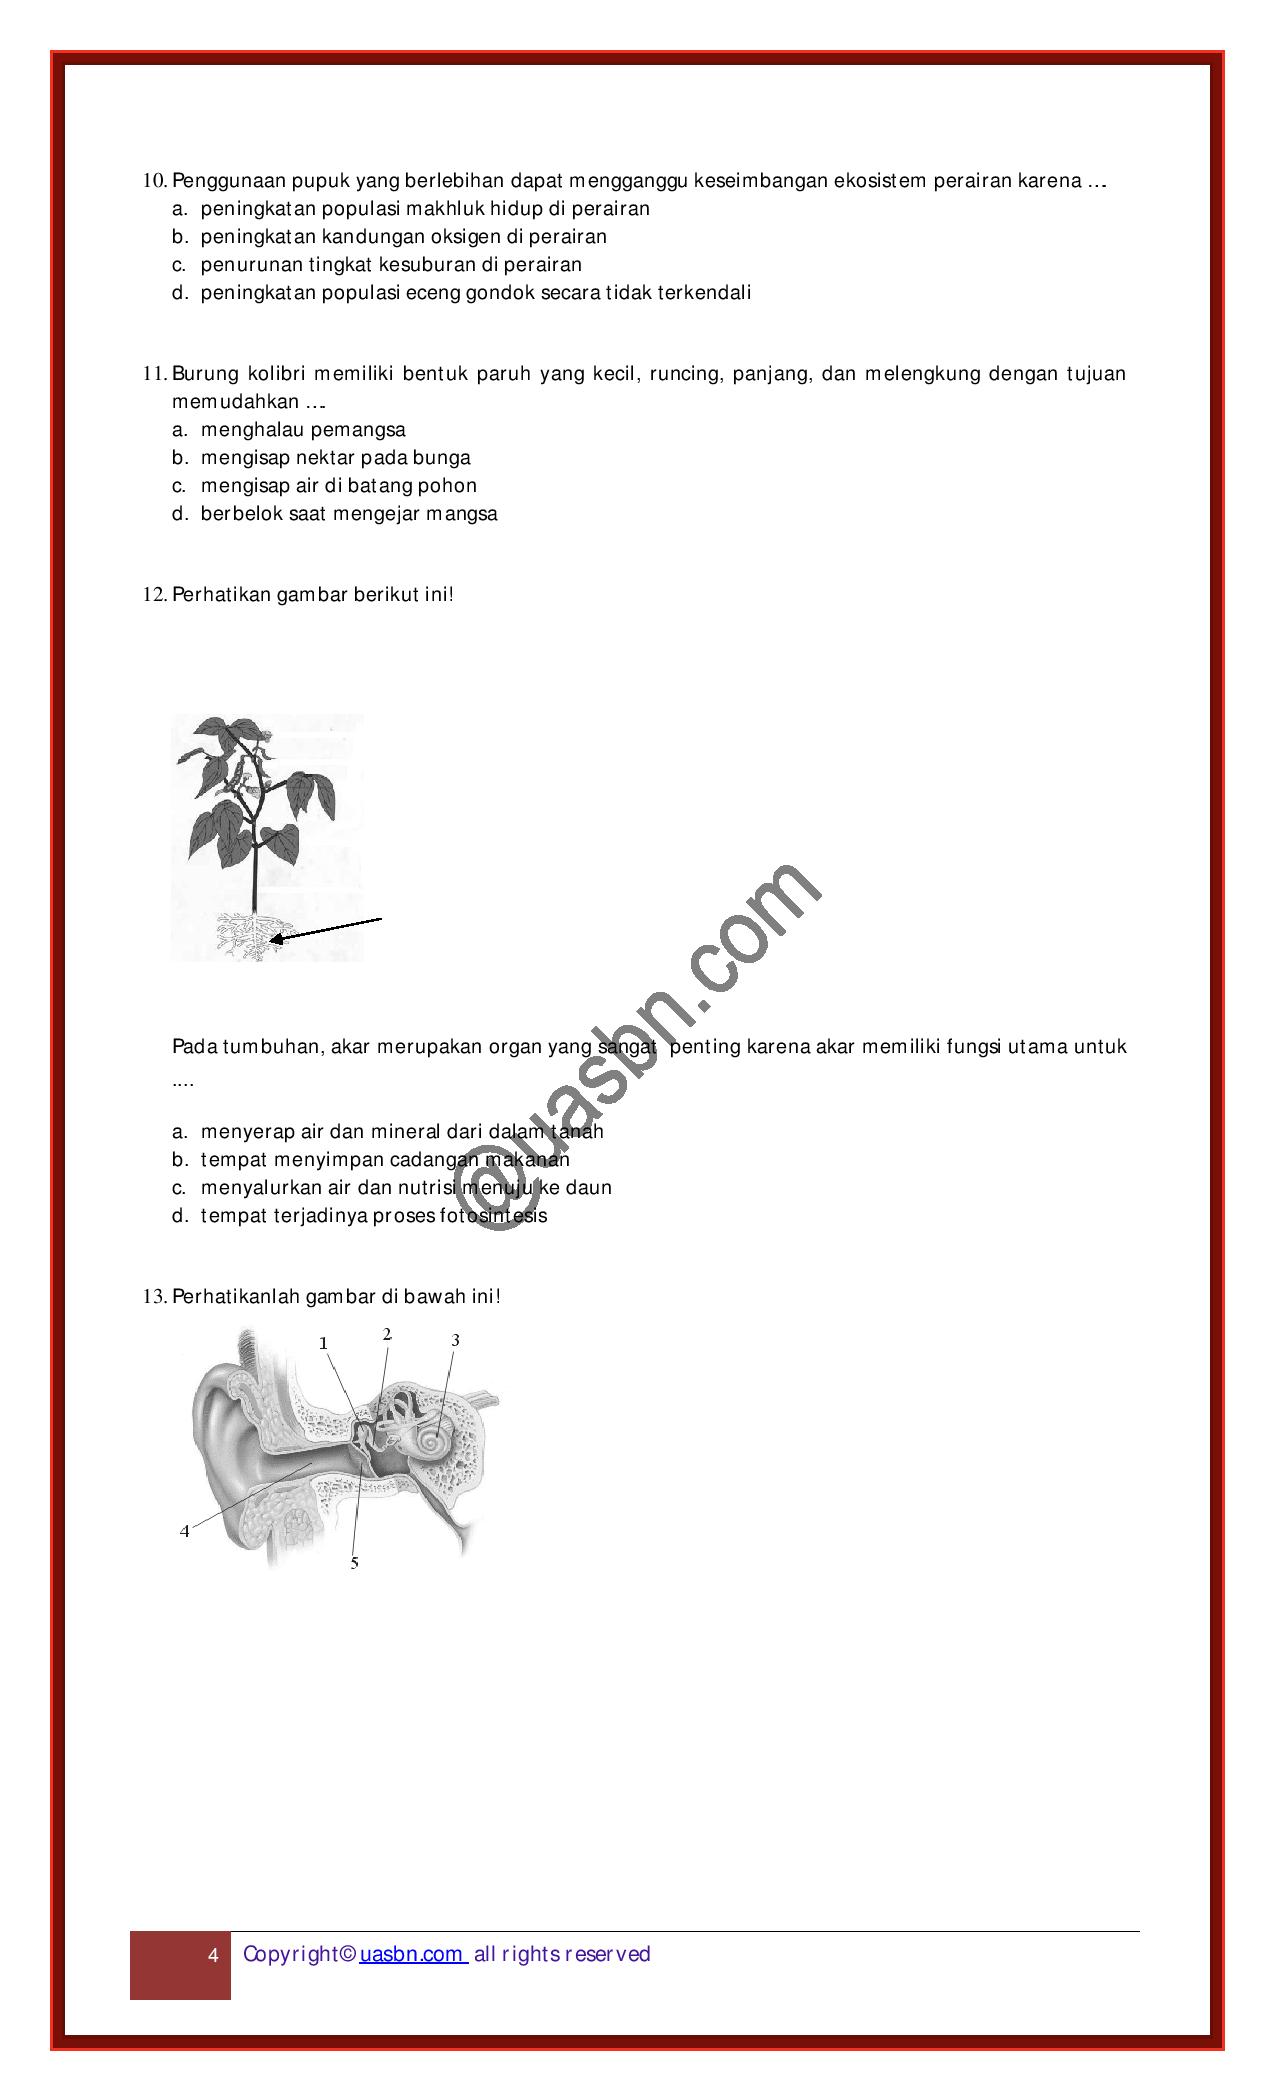 10. Penggunaan pupuk yang berlebihan dapat mengganggu keseimbangan ekosistem perairan karena ….
a. peningkatan populasi makhluk hidup di perairan
b. peningkatan kandungan oksigen di perairan
c. penurunan tingkat kesuburan di perairan
d. peningkatan populasi eceng gondok secara tidak terkendali
11. Burung kolibri memiliki bentuk paruh yang kecil, runcing, panjang, dan melengkung dengan tujuan
memudahkan ….
a. menghalau pemangsa
b. mengisap nektar pada bunga
c. mengisap air di batang pohon
d. berbelok saat mengejar mangsa
12. Perhatikan gambar berikut ini!
Pada tumbuhan, akar merupakan organ yang sangat penting karena akar memiliki fungsi utama untuk
....
a. menyerap air dan mineral dari dalam tanah
b. tempat menyimpan cadangan makanan
c. menyalurkan air dan nutrisi menuju ke daun
d. tempat terjadinya proses fotosintesis
@uasbn.com
13. Perhatikanlah gambar di bawah ini!
1 2 3
4
5
4 Copyright© uasbn.com all rights reserved